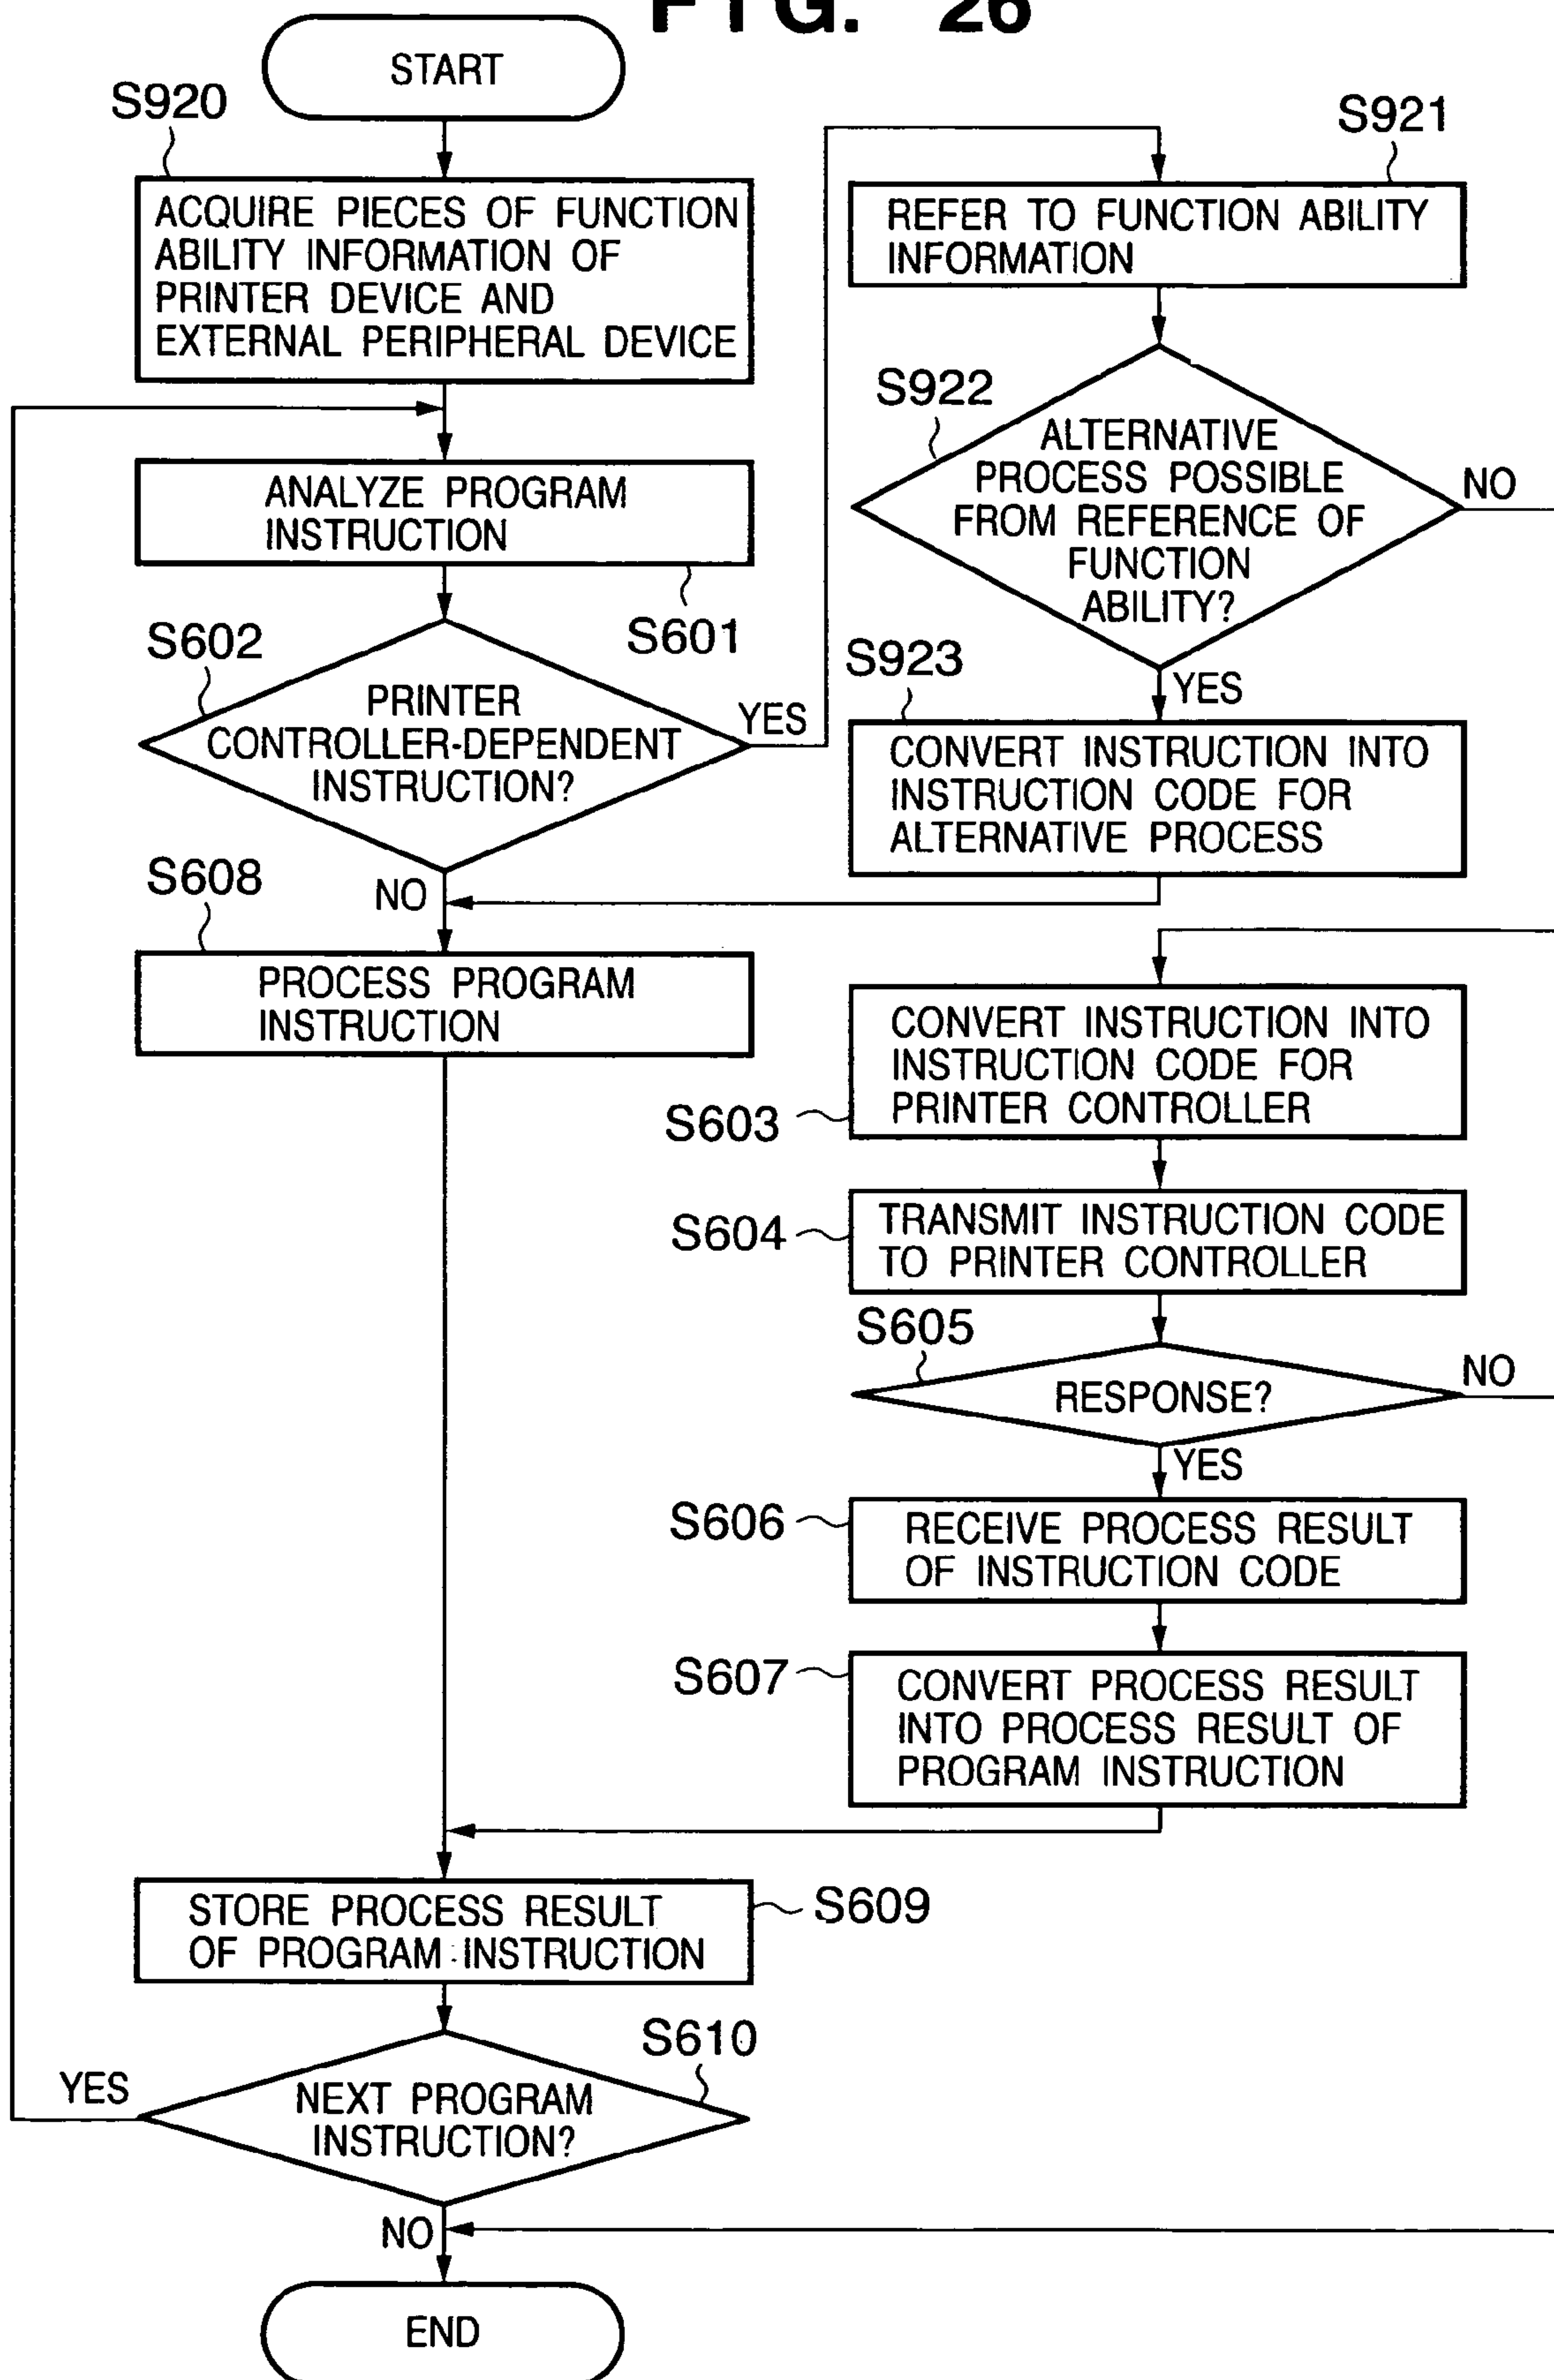 FIG. 26
START
S920
ACQUIRE PIECES OF FUNCTION
ABILITY INFORMATION OF
PRINTER DEVICE AND
EXTERNAL PERIPHERAL DEVICE
ANALYZE PROGRAM
INSTRUCTION
S601
S602
PRINTER
CONTROLLER-DEPENDENT
INSTRUCTION?
YES
NO
S608
PROCESS PROGRAM
INSTRUCTION
S921
REFER TO FUNCTION ABILITY
INFORMATION
S922
ALTERNATIVE
PROCESS POSSIBLE
FROM REFERENCE OF
FUNCTION
ABILITY?
NO
YES
S923
CONVERT INSTRUCTION INTO
INSTRUCTION CODE FOR
ALTERNATIVE PROCESS
CONVERT INSTRUCTION INTO
INSTRUCTION CODE FOR
PRINTER CONTROLLER
S603
S604
TRANSMIT INSTRUCTION CODE
TO PRINTER CONTROLLER
S605
RESPONSE?
NO
YES
S606
RECEIVE PROCESS RESULT
OF INSTRUCTION CODE
S607
CONVERT PROCESS RESULT
INTO PROCESS RESULT OF
PROGRAM INSTRUCTION
STORE PROCESS RESULT
OF PROGRAM INSTRUCTION
S609
S610
NEXT PROGRAM
INSTRUCTION?
YES
NO
END